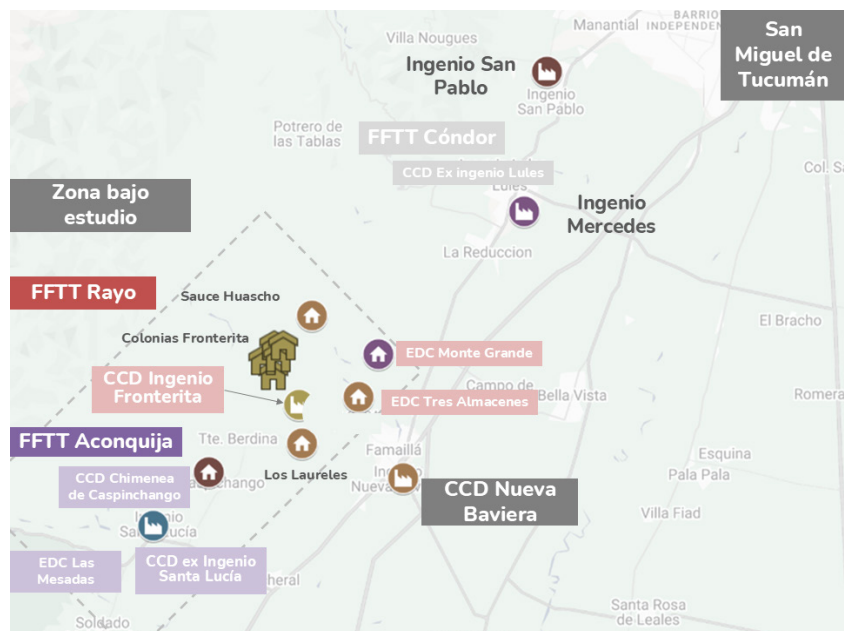 BARRIO
Villa Nougues
Manantial
INDEPENDEN
San
Miguel de
Tucumán
Ingenio San
Pablo
Ingenio
San Pablo
Potrero de
las Tablas
FFTT Cóndor
CCD Ex ingenio Lules
Lules
Col. Sa
Zona bajo
estudio
Ingenio
Mercedes
La Reduccion
FFTT Rayo
Sauce Huascho
El Bracho
Colonias Fronterita
EDC Monte Grande
CCD Ingenio
Fronterita
Campo de
EDC Tres Almacenes
Bella Vista
Romera
FFTT Aconquija
Tte. Berdina
Famaillá
Los Laureles
Esquina
Pala Pala
CCD Chimenea
de Caspinchango
Ingenio
CCD Nueva
Baviera
Villa Fiad
EDC Las
Mesadas
CCD ex Ingenio
Santa Lucía
heral
Santa Rosa
de Leales
Soldado